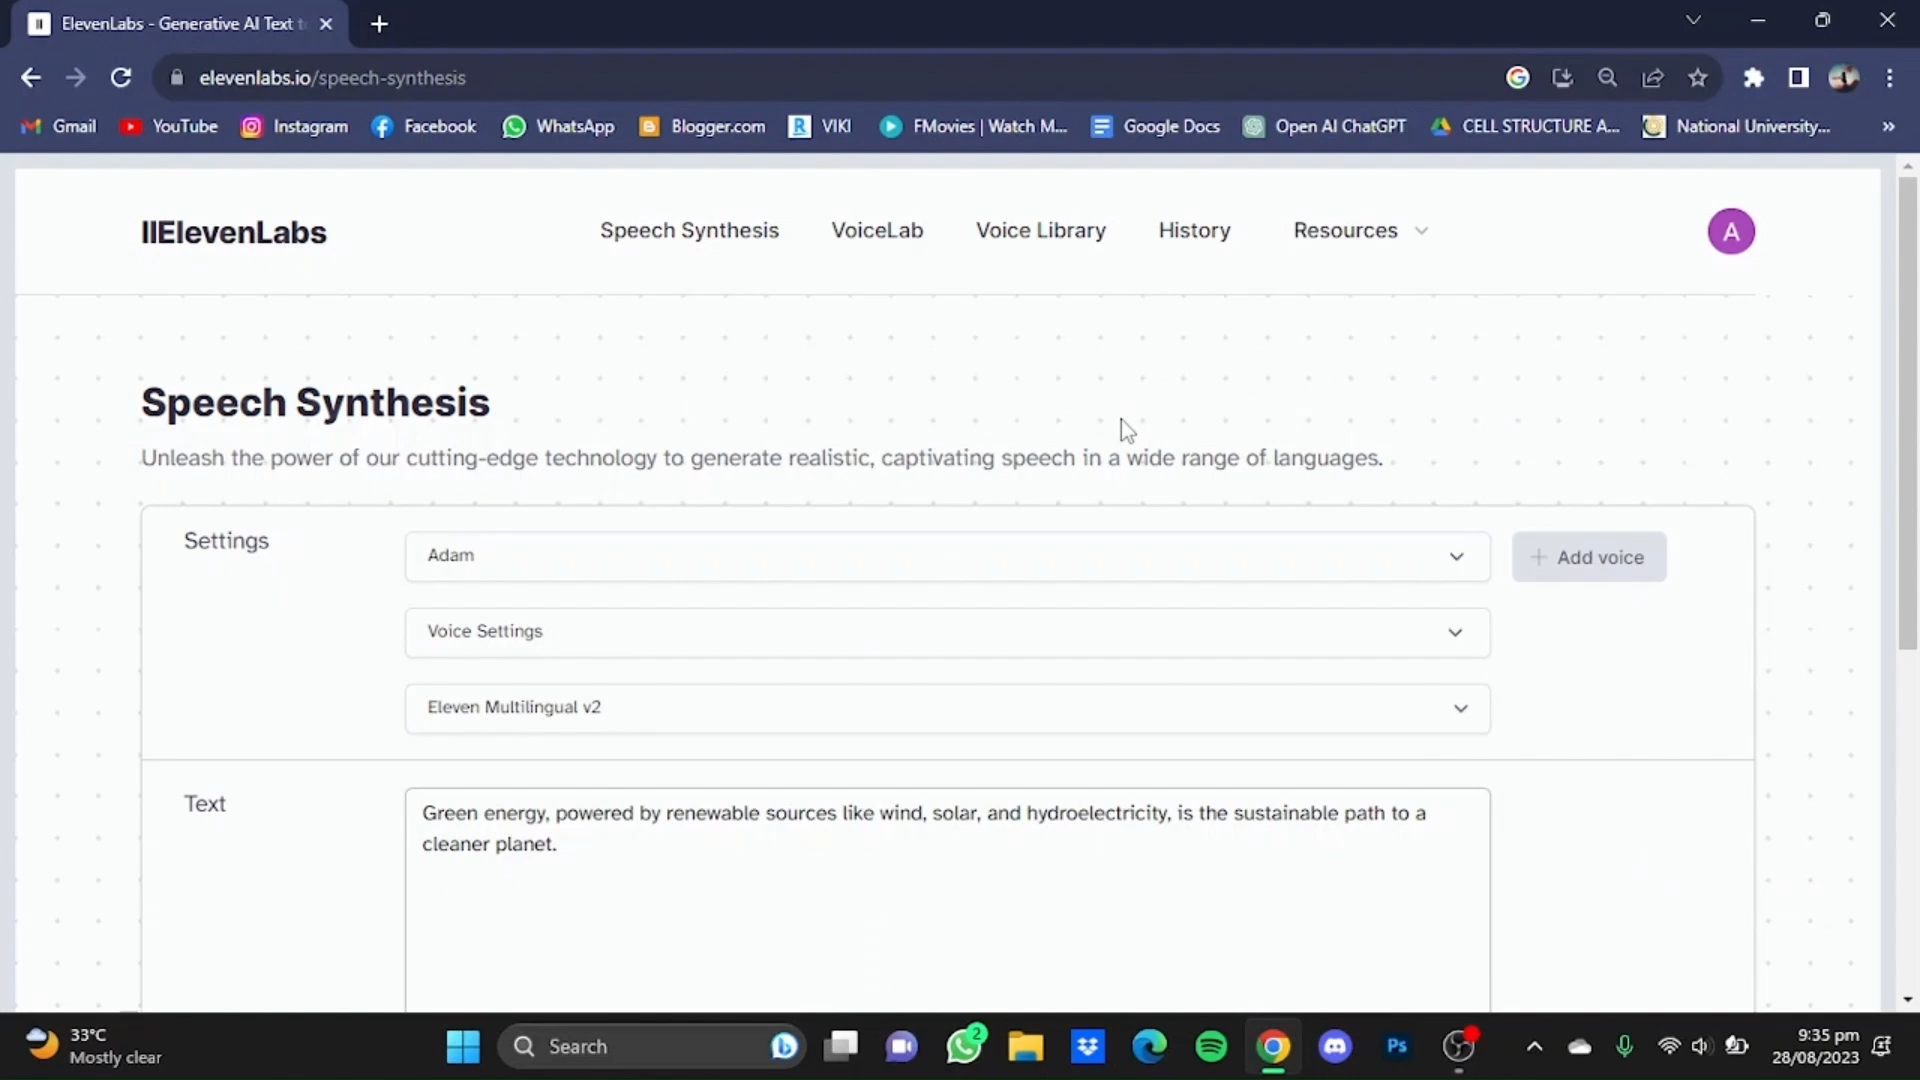 ElevenLabs - Generative AI Text t
elevenlabs.io/speech-synthesis
Gmail YouTube Instagram Facebook WhatsApp Blogger.com VIKI FMovies | Watch M... Google Docs Open AI ChatGPT CELL STRUCTURE A... National University... »
IIElevenLabs Speech Synthesis VoiceLab Voice Library History Resources A
Speech Synthesis
Unleash the power of our cutting-edge technology to generate realistic, captivating speech in a wide range of languages.
Settings
Adam
+ Add voice
Voice Settings
Eleven Multilingual v2
Text
Green energy, powered by renewable sources like wind, solar, and hydroelectricity, is the sustainable path to a
cleaner planet.
33°C
Mostly clear
Search
2
Ps
9:35 pm
28/08/2023